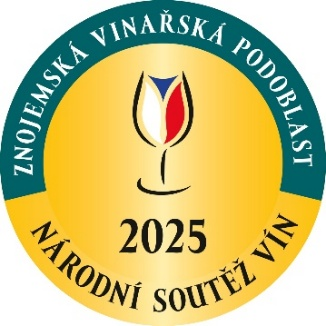 ZNOJEMSKÁ VINAŘSKÁ PODOBLAST
2025
NÁRODNÍ SOUTĚŽ VÍN